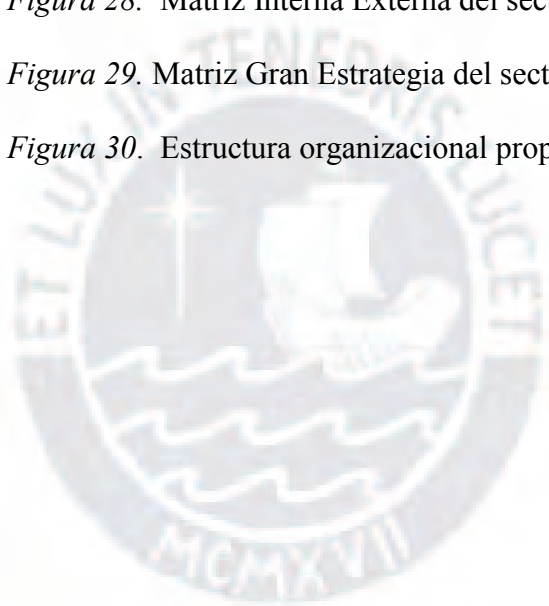 Figura 28. Matriz Interna Externa del sec
Figura 29. Matriz Gran Estrategia del sect
Figura 30. Estructura organizacional prop
ET LUX IN TENEBRIS LUCET
MCMXVII